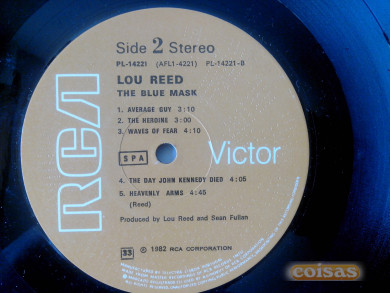 Side 2 Stereo
PL-14221 (AFL1-4221) PL-14221-B
LOU REED
THE BLUE MASK
1. AVERAGE GUY 3:10
2. THE HEROINE 3:00
3. WAVES OF FEAR 4:10
SPA
RCA
Victor
4. THE DAY JOHN KENNEDY DIED 4:05
5. HEAVENLY ARMS 4:45
(Reed)
Produced by Lou Reed and Sean Fullan
33
© 1982 RCA CORPORATION
coisas